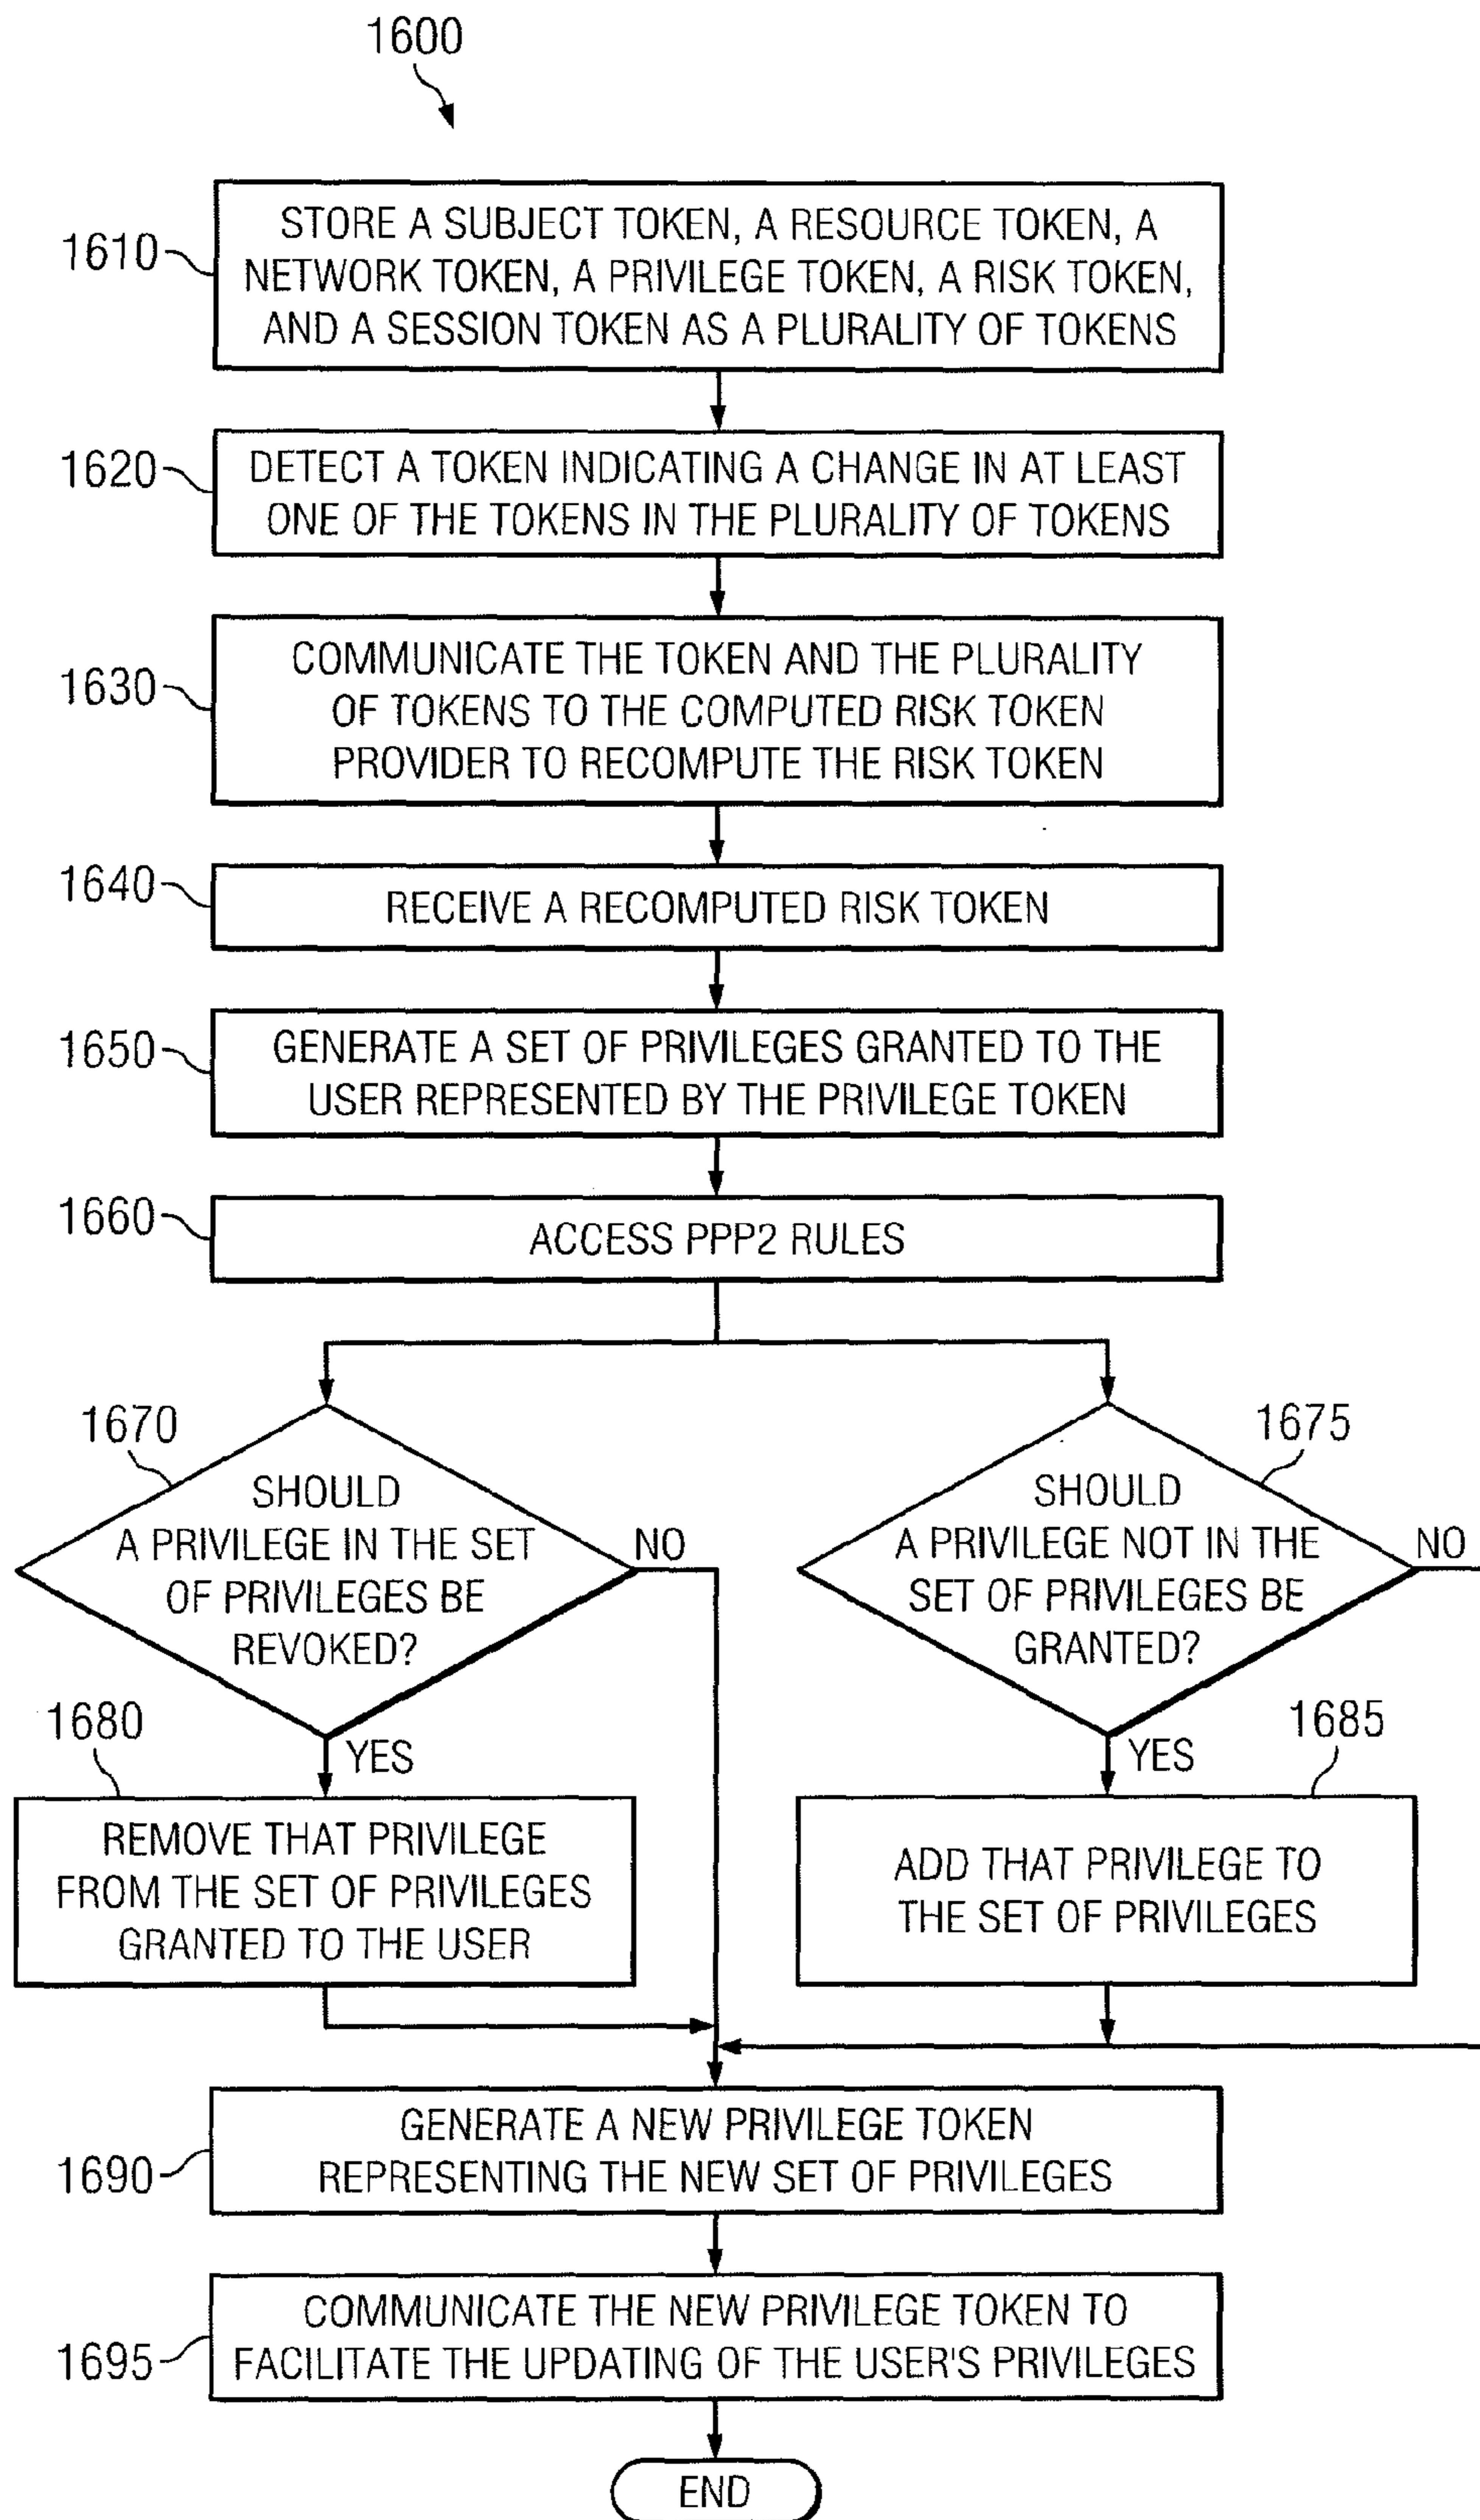 1600
1610
STORE A SUBJECT TOKEN, A RESOURCE TOKEN, A
NETWORK TOKEN, A PRIVILEGE TOKEN, A RISK TOKEN,
AND A SESSION TOKEN AS A PLURALITY OF TOKENS
1620
DETECT A TOKEN INDICATING A CHANGE IN AT LEAST
ONE OF THE TOKENS IN THE PLURALITY OF TOKENS
1630
COMMUNICATE THE TOKEN AND THE PLURALITY
OF TOKENS TO THE COMPUTED RISK TOKEN
PROVIDER TO RECOMPUTE THE RISK TOKEN
1640
RECEIVE A RECOMPUTED RISK TOKEN
1650
GENERATE A SET OF PRIVILEGES GRANTED TO THE
USER REPRESENTED BY THE PRIVILEGE TOKEN
1660
ACCESS PPP2 RULES
1670
SHOULD
A PRIVILEGE IN THE SET
OF PRIVILEGES BE
REVOKED?
NO
YES
1675
SHOULD
A PRIVILEGE NOT IN THE
SET OF PRIVILEGES BE
GRANTED?
NO
YES
1680
REMOVE THAT PRIVILEGE
FROM THE SET OF PRIVILEGES
GRANTED TO THE USER
1685
ADD THAT PRIVILEGE TO
THE SET OF PRIVILEGES
1690
GENERATE A NEW PRIVILEGE TOKEN
REPRESENTING THE NEW SET OF PRIVILEGES
1695
COMMUNICATE THE NEW PRIVILEGE TOKEN TO
FACILITATE THE UPDATING OF THE USER'S PRIVILEGES
END